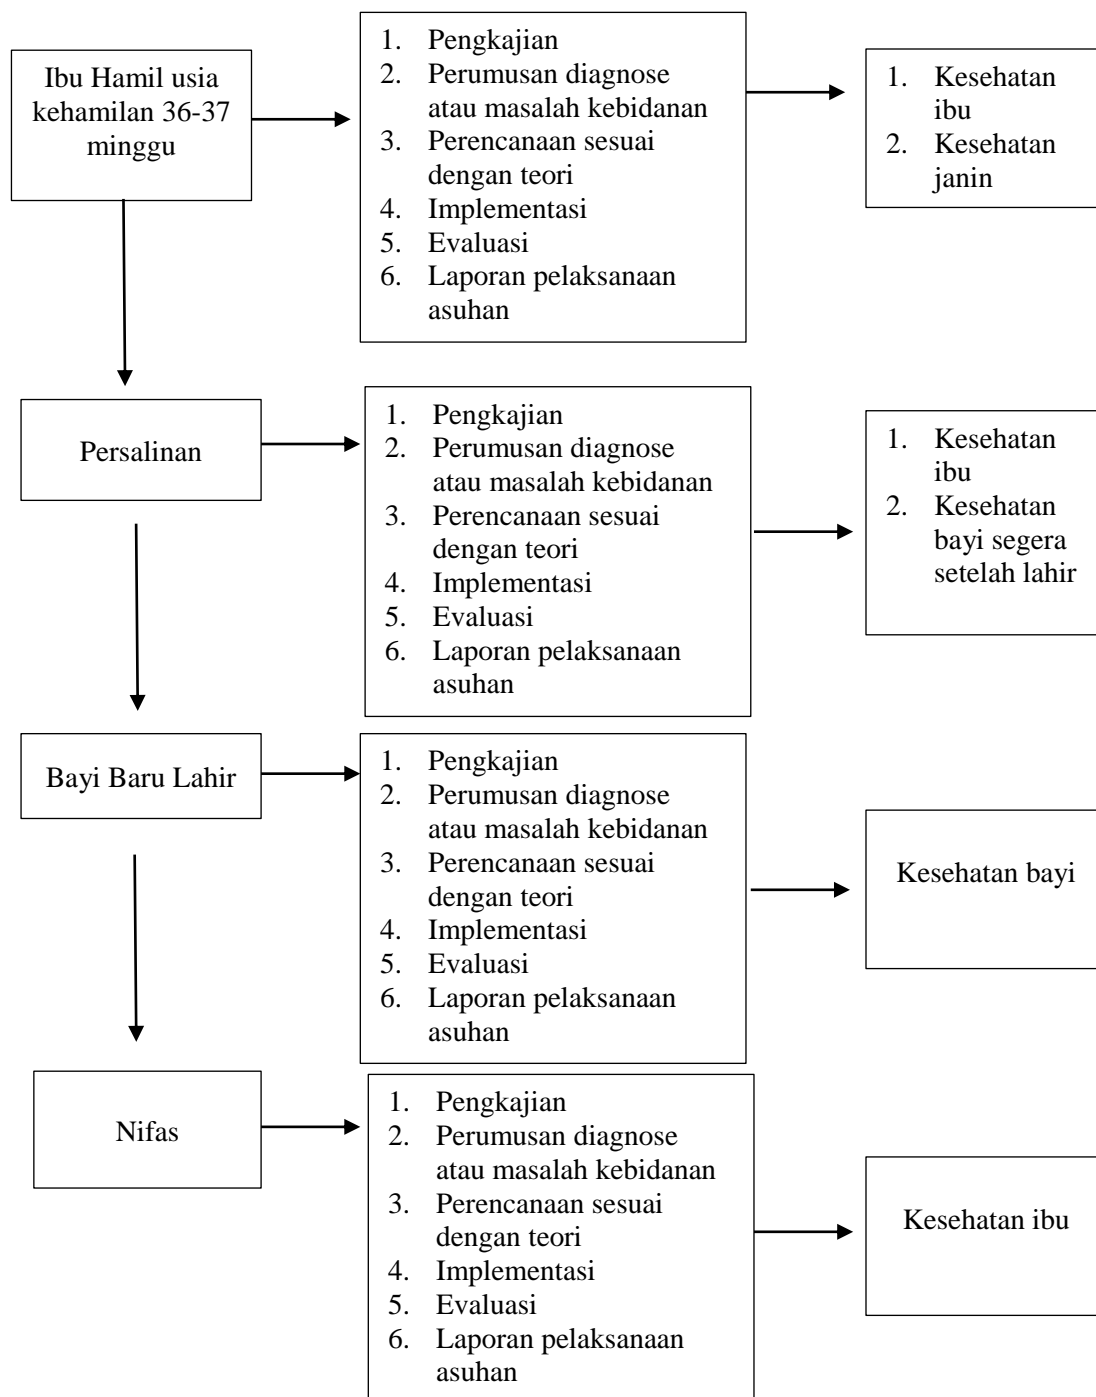 Ibu Hamil usia
kehamilan 36-37
minggu
1. Pengkajian
2. Perumusan diagnose
atau masalah kebidanan
3. Perencanaan sesuai
dengan teori
4. Implementasi
5. Evaluasi
6. Laporan pelaksanaan
asuhan
1. Kesehatan
ibu
2. Kesehatan
janin
Persalinan
1. Pengkajian
2. Perumusan diagnose
atau masalah kebidanan
3. Perencanaan sesuai
dengan teori
4. Implementasi
5. Evaluasi
6. Laporan pelaksanaan
asuhan
1. Kesehatan
ibu
2. Kesehatan
bayi segera
setelah lahir
Bayi Baru Lahir
1. Pengkajian
2. Perumusan diagnose
atau masalah kebidanan
3. Perencanaan sesuai
dengan teori
4. Implementasi
5. Evaluasi
6. Laporan pelaksanaan
asuhan
Kesehatan bayi
Nifas
1. Pengkajian
2. Perumusan diagnose
atau masalah kebidanan
3. Perencanaan sesuai
dengan teori
4. Implementasi
5. Evaluasi
6. Laporan pelaksanaan
asuhan
Kesehatan ibu